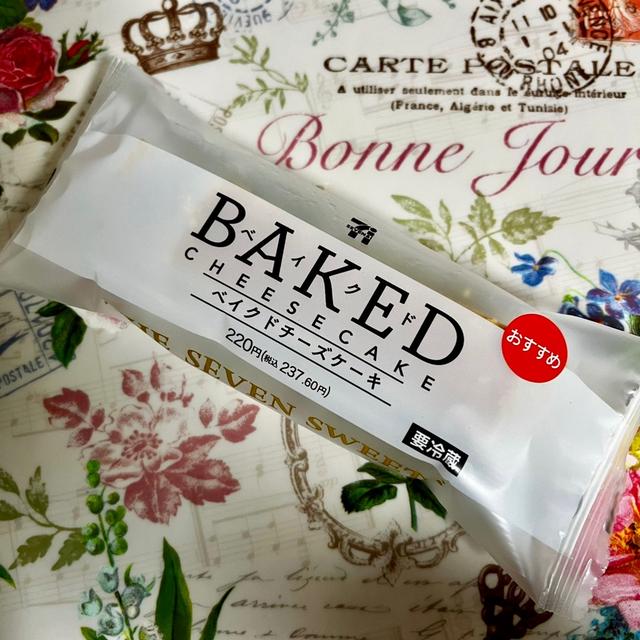 CARTE POSTALE
A utiliser seulement dans le Service intérieur
(France, Algérie et Tunisie)
Bonne Jour
POSTALE
BAKED
ベイクド
CHEESECAKE
ベイクドチーズケーキ
220円(税込 237.60円)
おすすめ
要冷蔵
THE SEVEN SWEETS